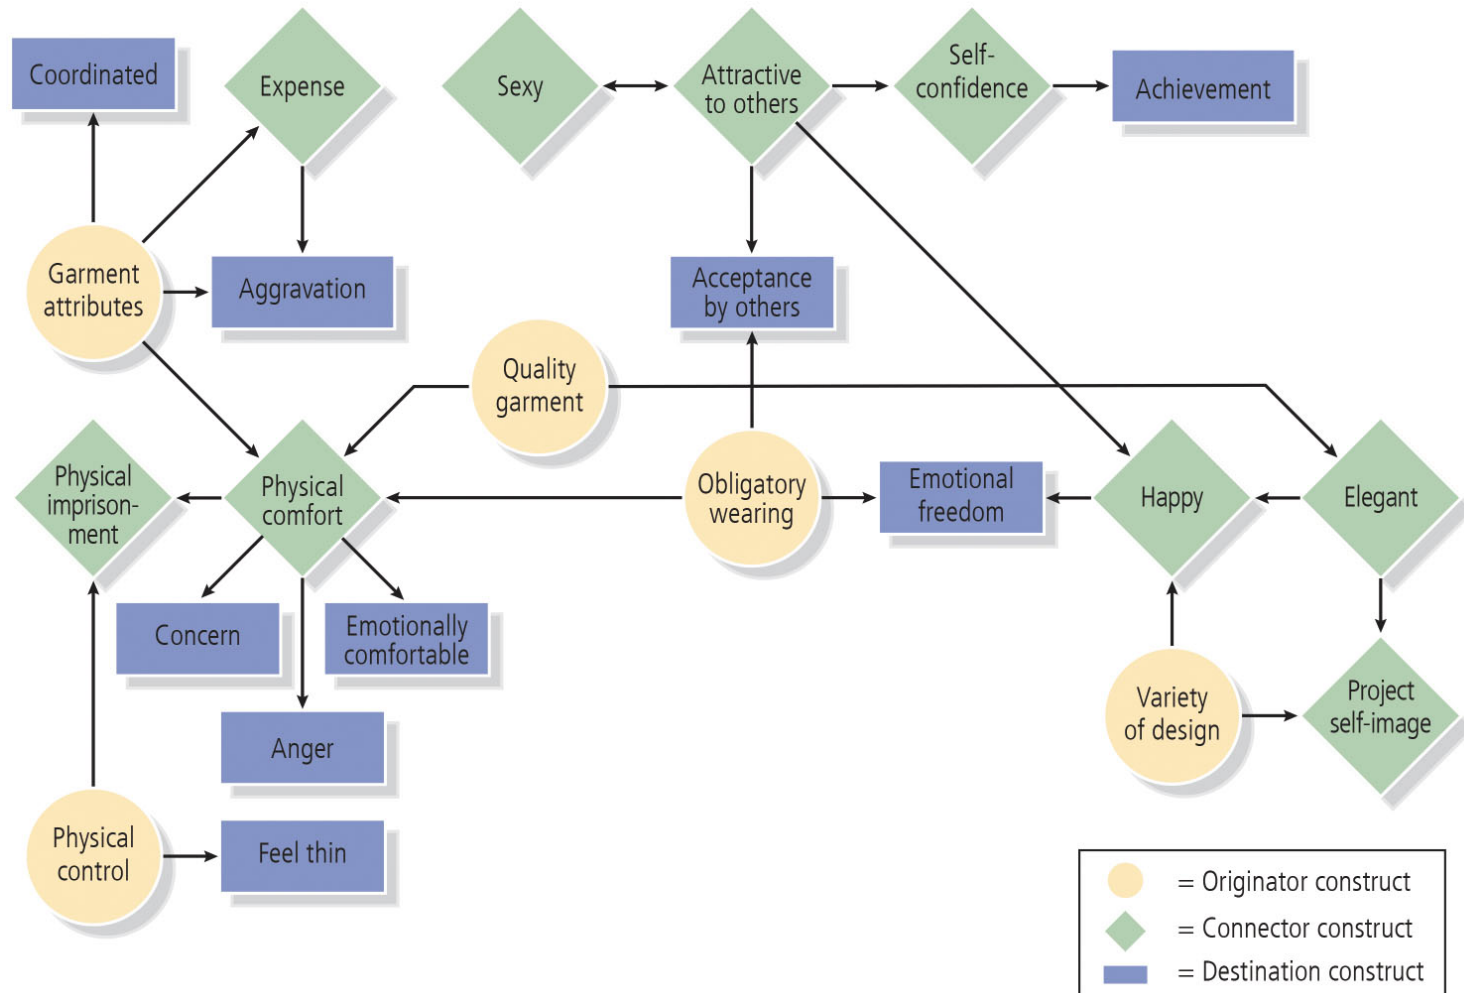 Coordinated
Expense
Sexy
Attractive
to others
Self-
confidence
Achievement
Garment
attributes
Aggravation
Acceptance
by others
Quality
garment
Physical
imprison-
ment
Physical
comfort
Obligatory
wearing
Emotional
freedom
Happy
Elegant
Concern
Emotionally
comfortable
Anger
Variety
of design
Project
self-image
Physical
control
Feel thin
= Originator construct
= Connector construct
= Destination construct